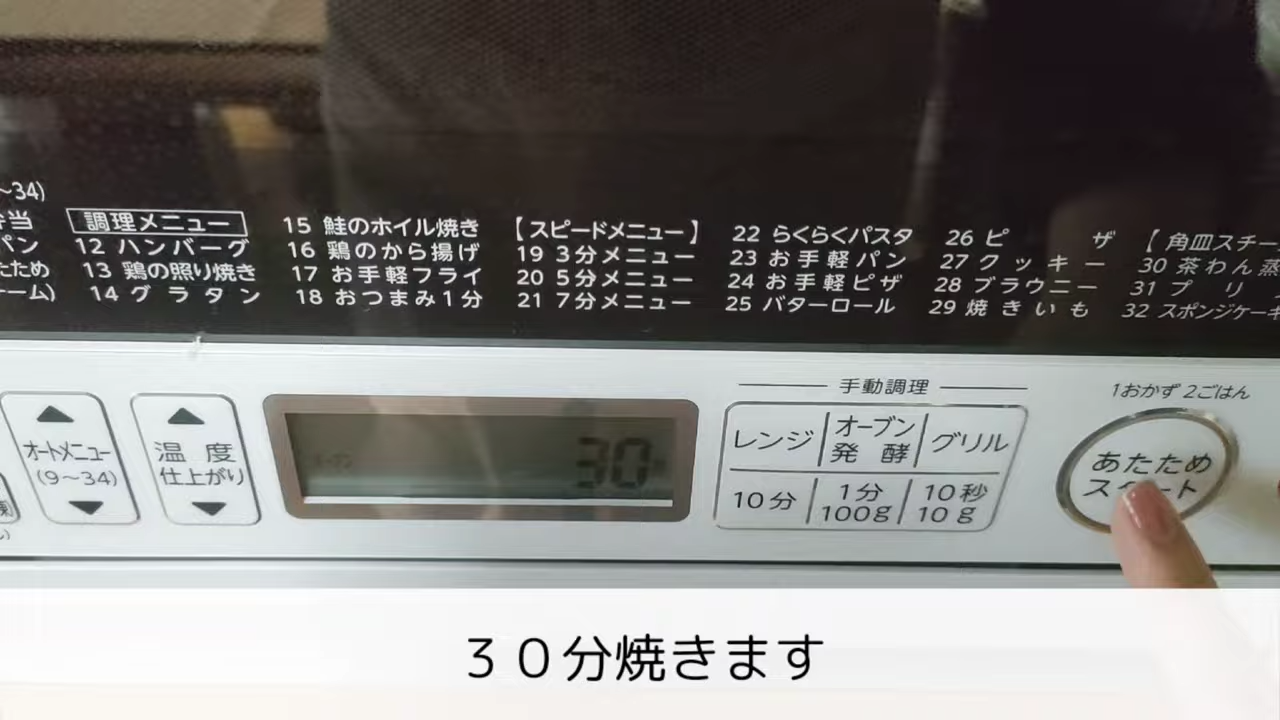 ～34)
弁当
パン
たため
ーム)
調理メニュー
12 ハンバーグ
13 鶏の照り焼き
14 グラタン
15 鮭のホイル焼き
16 鶏のから揚げ
17 お手軽フライ
18 おつまみ1分
【スピードメニュー】
19 3分メニュー
20 5分メニュー
21 7分メニュー
22 らくらくパスタ
23 お手軽パン
24 お手軽ピザ
25 バターロール
26 ピザ
27 クッキー
28 ブラウニー
29 焼きいも
【角皿スチー
30 茶わん蒸
31 プリ
32 スポンジケーキ
オートメニュー
(9～34)
温度
仕上がり
30
手動調理
レンジ
オーブン
発酵
グリル
10分
1分
100g
10秒
10g
1おかず 2ごはん
あたため
スタート
３０分焼きます